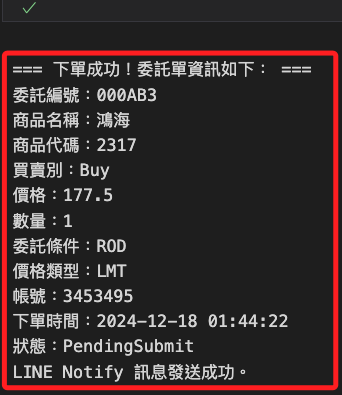 === 下單成功！委託單資訊如下： ===
委託編號：000AB3
商品名稱：鴻海
商品代碼：2317
買賣別：Buy
價格：177.5
數量：1
委託條件：ROD
價格類型：LMT
帳號：3453495
下單時間：2024-12-18 01:44:22
狀態：PendingSubmit
LINE Notify 訊息發送成功。